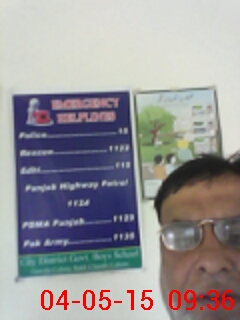 EMERGENCY
HELPLINES
Police...............15
Rescue...............1122
Edhi...............115
Punjab Highway Patrol
1124
PDMA Punjab.........1129
Pak Army............1135
City District Govt. Boys School
04-05-15 09:36